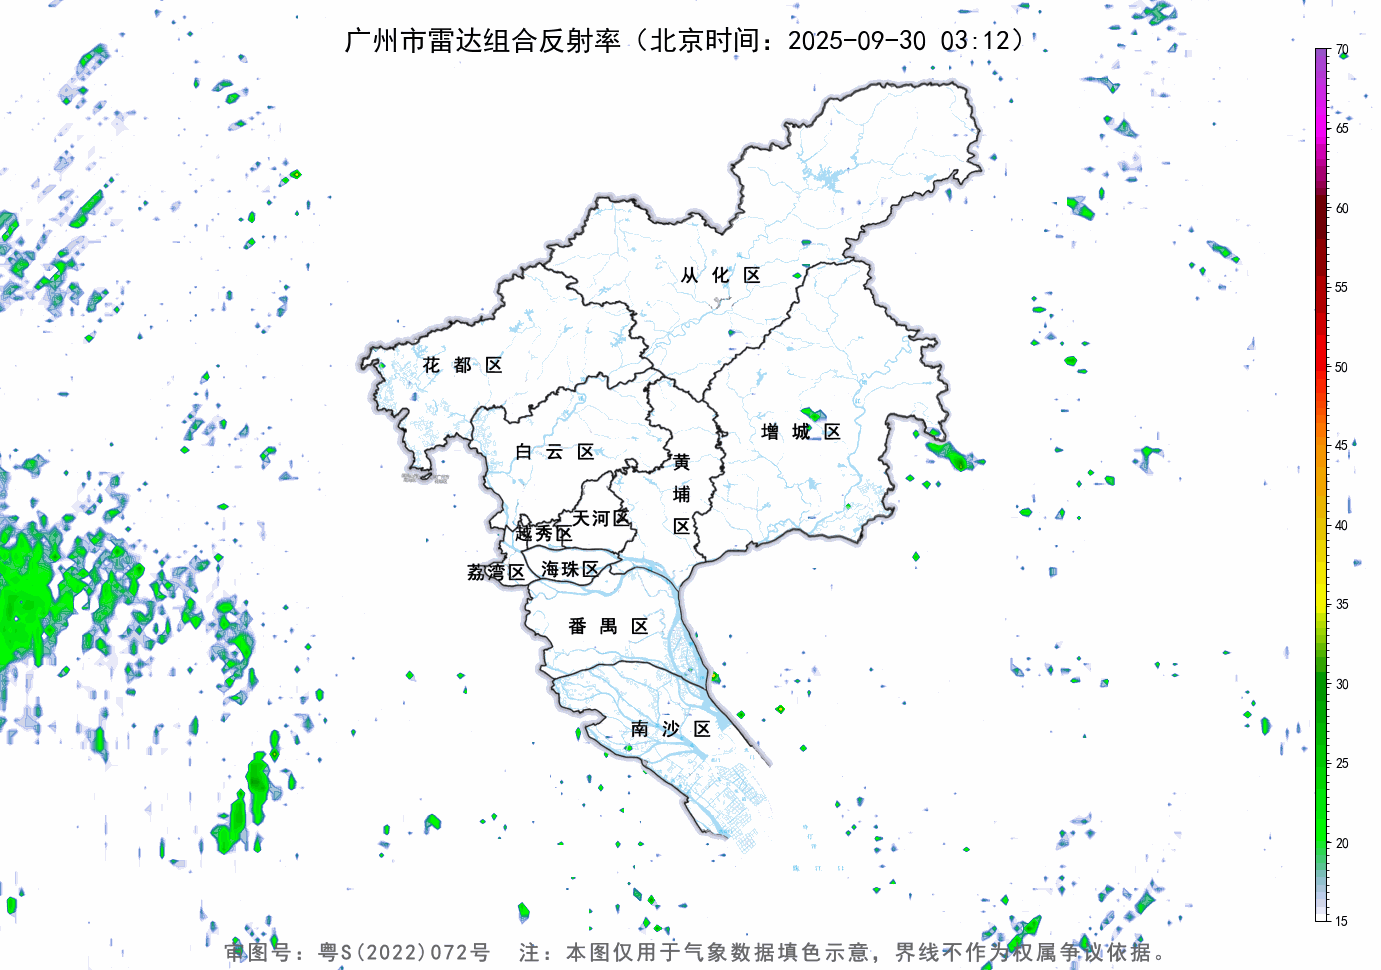 广州市雷达组合反射率（北京时间：2025-09-30 03:12）
70
65
60
55
50
45
40
35
30
25
20
15
从化区
花都区
增城区
白云区
黄埔区
天河区
越秀区
荔湾区
海珠区
番禺区
南沙区
审图号：粤S(2022)072号 注：本图仅用于气象数据填色示意，界线不作为权属争议依据。